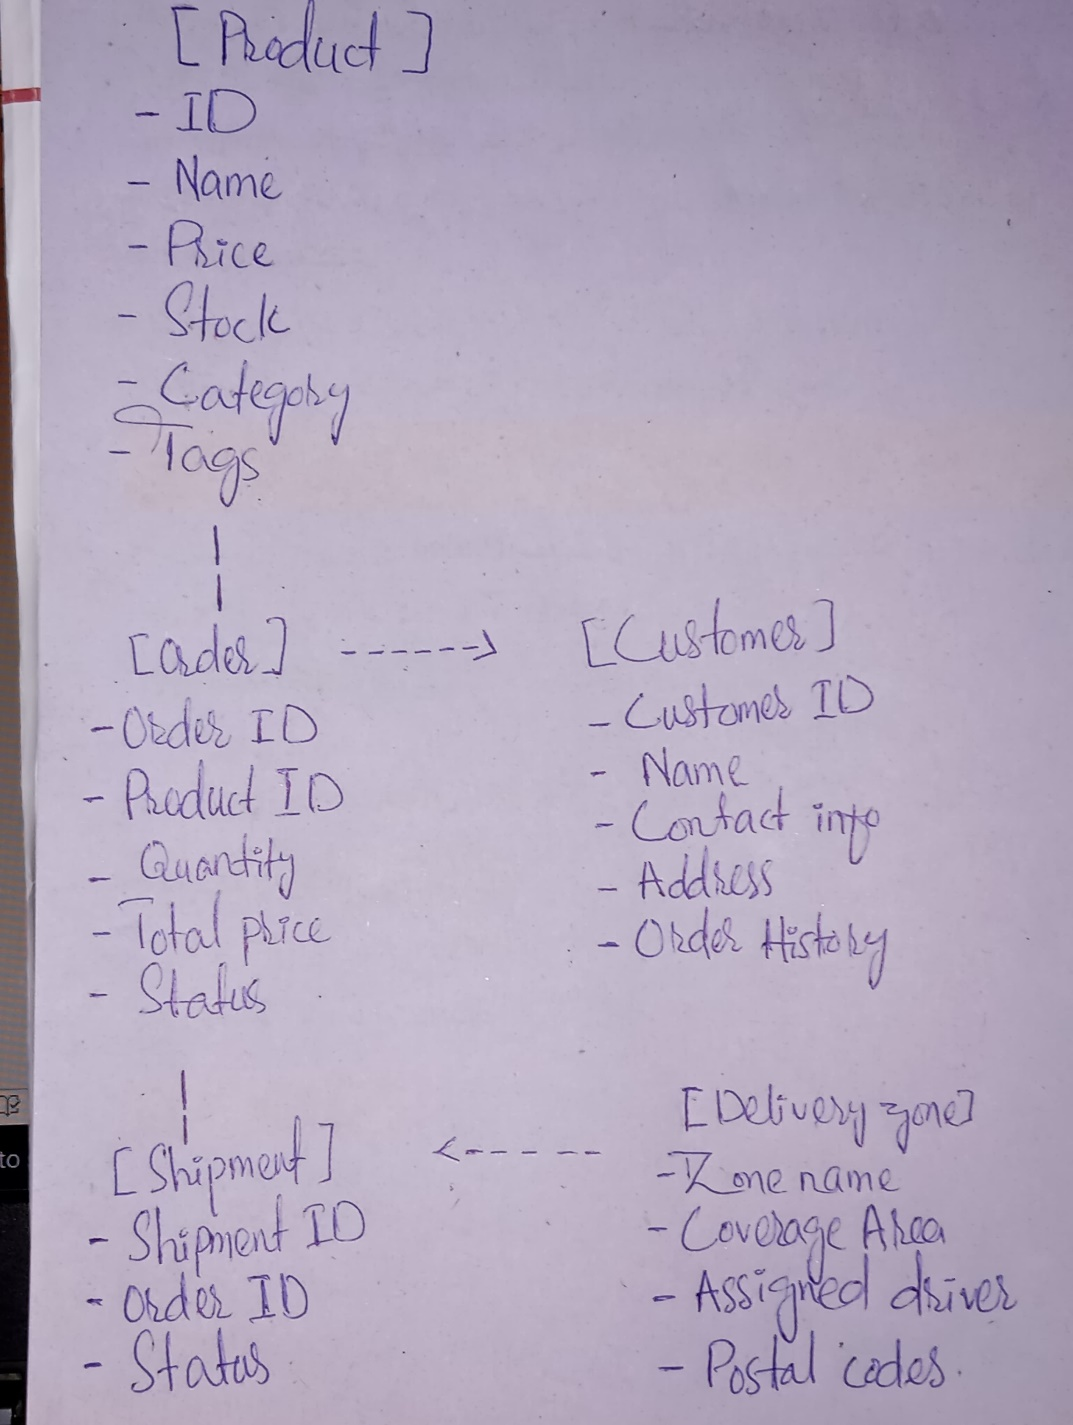 [Product]
- ID
- Name
- Price
- Stock
- Category
- Tags
[Order] ------> [Customer]
- Order ID
- Product ID
- Quantity
- Total price
- Status
- Customer ID
- Name
- Contact info
- Address
- Order History
[Shipment] <-----
- Shipment ID
- Order ID
- Status
[Delivery zone]
- Zone name
- Coverage Area
- Assigned driver
- Postal codes.
to